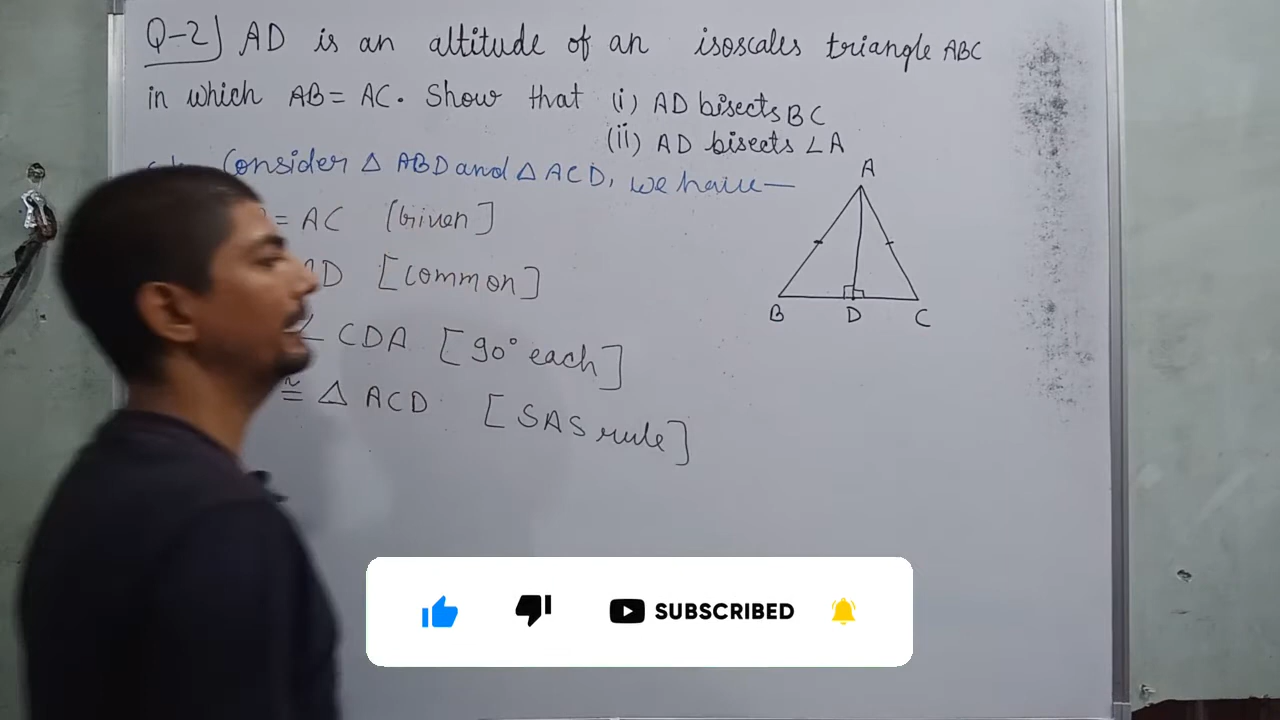 Q-2] AD is an altitude of an isoscales triangle ABC
in which AB = AC. Show that (i) AD bisects BC
(ii) AD bisects ∠A
Consider △ ABD and △ ACD, we have—
= AC [Given]
D [common]
∠ CDA [90° each]
≅ △ ACD [SAS rule]
A
B D C
SUBSCRIBED